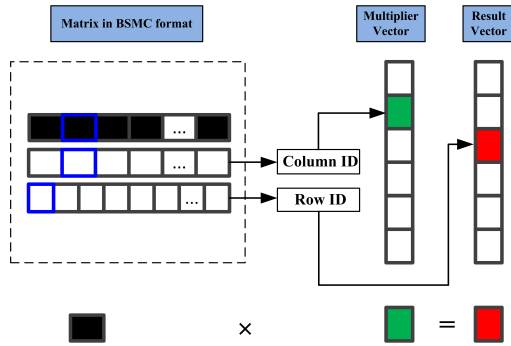 Matrix in BSMC format
Multiplier
Vector
Result
Vector
...
...
Column ID
...
Row ID
× =